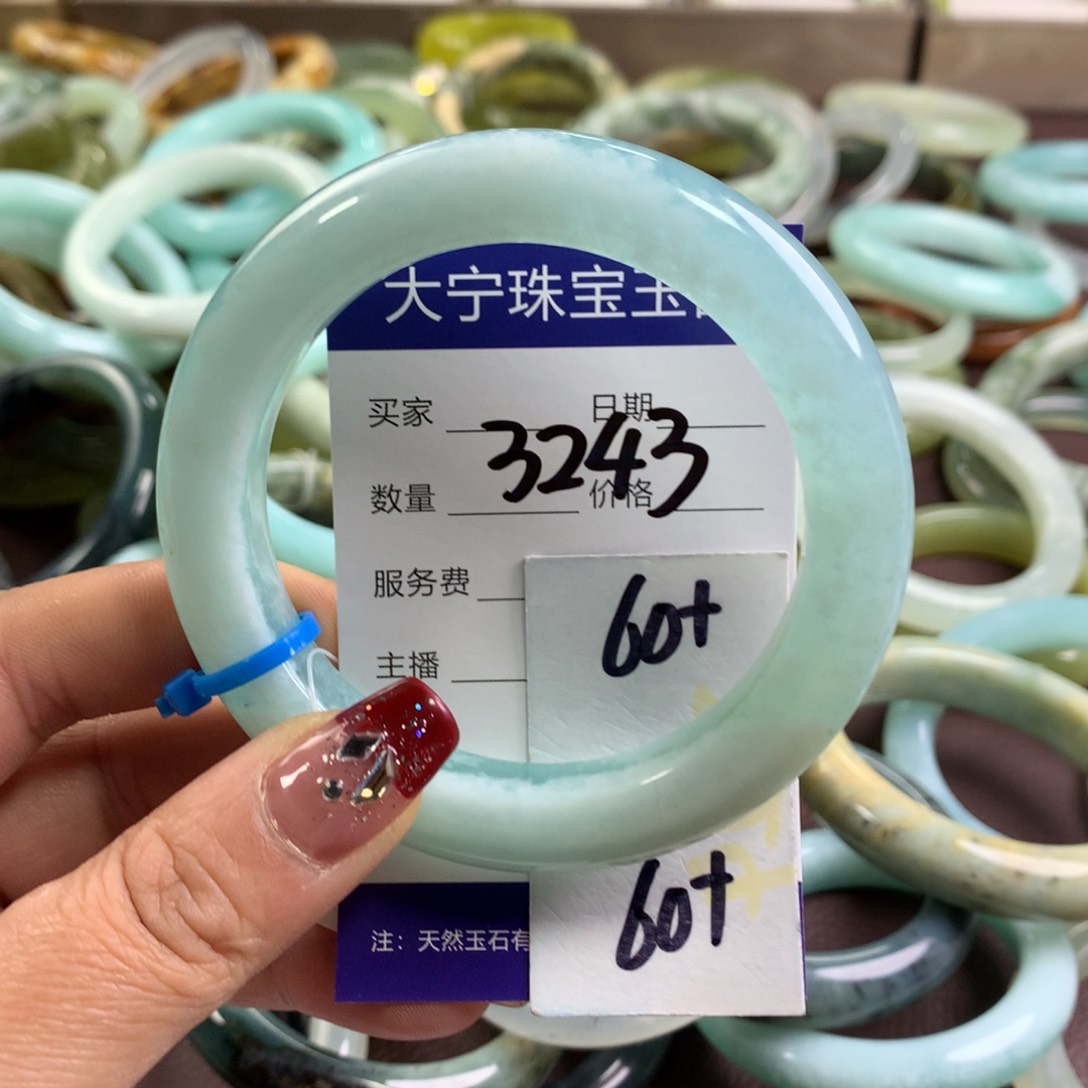 大宁珠宝玉
买家 日期
3243
数量 价格
服务费
60+
主播
60+
注：天然玉石有